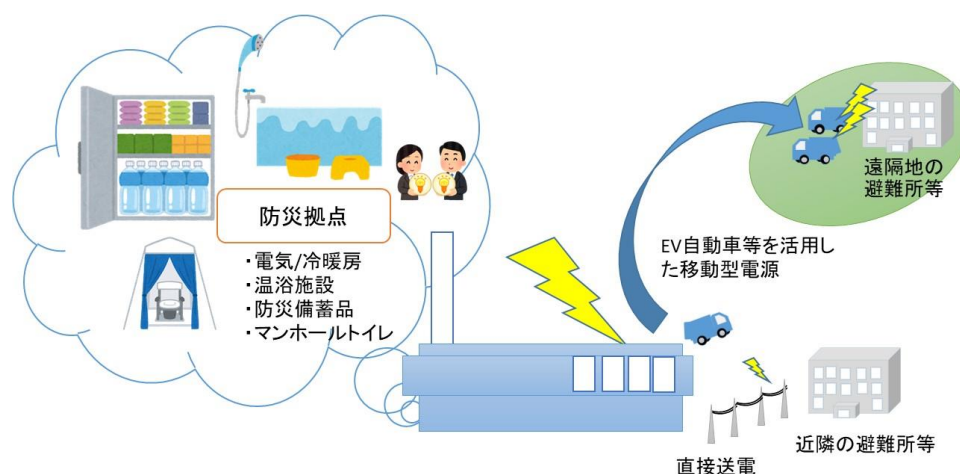 防災拠点
・電気/冷暖房
・温浴施設
・防災備蓄品
・マンホールトイレ
EV自動車等を活用し
た移動型電源
遠隔地の
避難所等
直接送電
近隣の避難所等